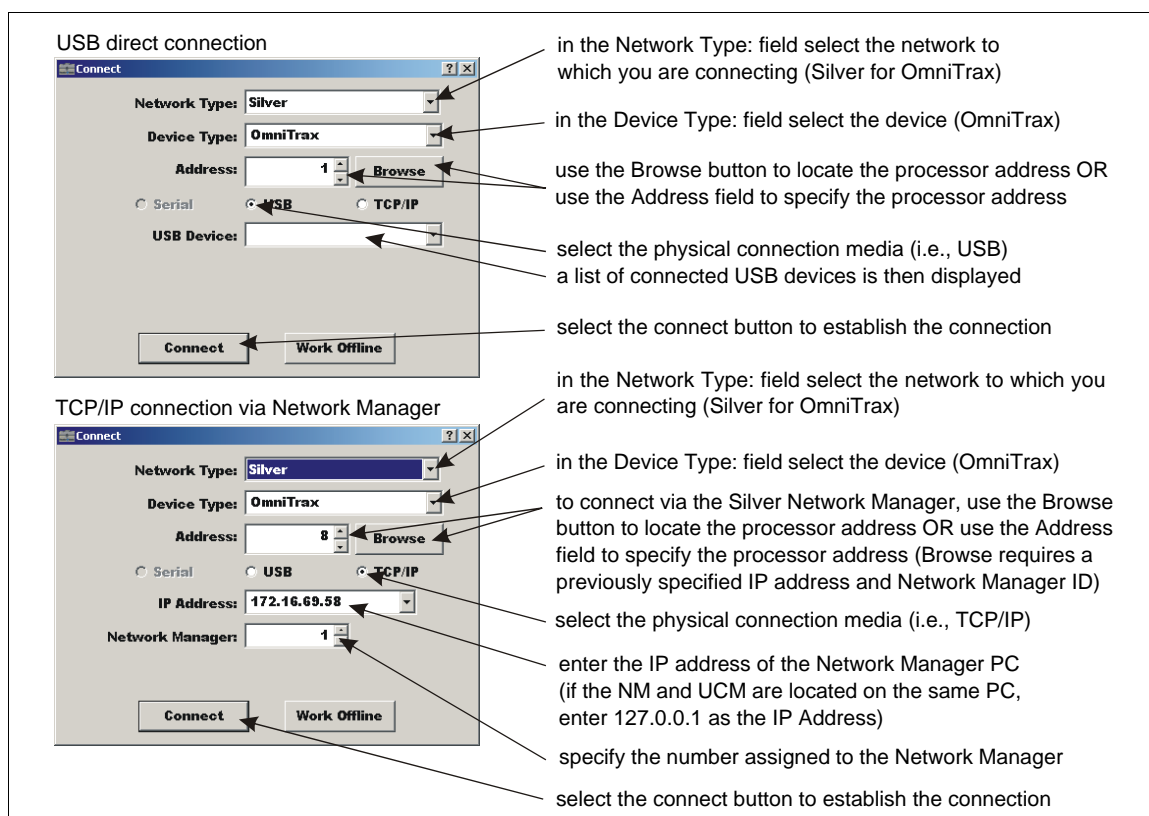 USB direct connection
Connect
? ×
Network Type: Silver
Device Type: OmniTrax
Address: 1 Browse
Serial USB TCP/IP
USB Device:
Connect Work Offline
in the Network Type: field select the network to
which you are connecting (Silver for OmniTrax)
in the Device Type: field select the device (OmniTrax)
use the Browse button to locate the processor address OR
use the Address field to specify the processor address
select the physical connection media (i.e., USB)
a list of connected USB devices is then displayed
select the connect button to establish the connection
TCP/IP connection via Network Manager
Connect
? ×
Network Type: Silver
Device Type: OmniTrax
Address: 8 Browse
Serial USB TCP/IP
IP Address: 172.16.69.58
Network Manager: 1
Connect Work Offline
in the Network Type: field select the network to which you
are connecting (Silver for OmniTrax)
in the Device Type: field select the device (OmniTrax)
to connect via the Silver Network Manager, use the Browse
button to locate the processor address OR use the Address
field to specify the processor address (Browse requires a
previously specified IP address and Network Manager ID)
select the physical connection media (i.e., TCP/IP)
enter the IP address of the Network Manager PC
(if the NM and UCM are located on the same PC,
enter 127.0.0.1 as the IP Address)
specify the number assigned to the Network Manager
select the connect button to establish the connection